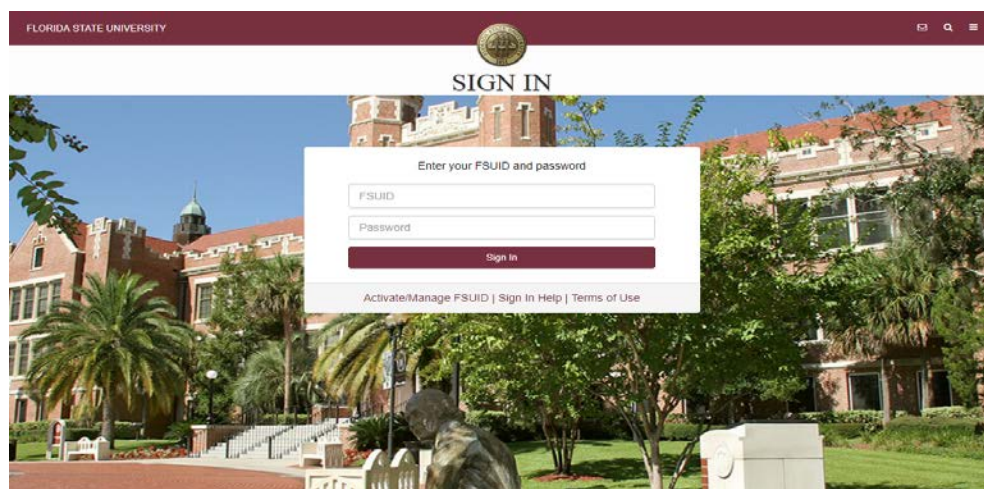 FLORIDA STATE UNIVERSITY
SIGN IN
Enter your FSUID and password
FSUID
Password
Sign In
Activate/Manage FSUID | Sign In Help | Terms of Use